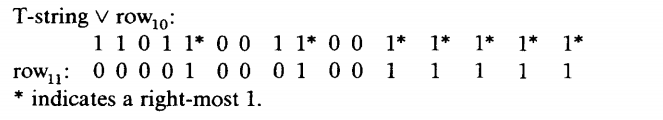 T-string ∨ row₁₀:
1 1 0 1 1* 0 0 1 1* 0 0 1* 1* 1* 1* 1*
row₁₁: 0 0 0 0 1 0 0 0 1 0 0 1 1 1 1 1
* indicates a right-most 1.